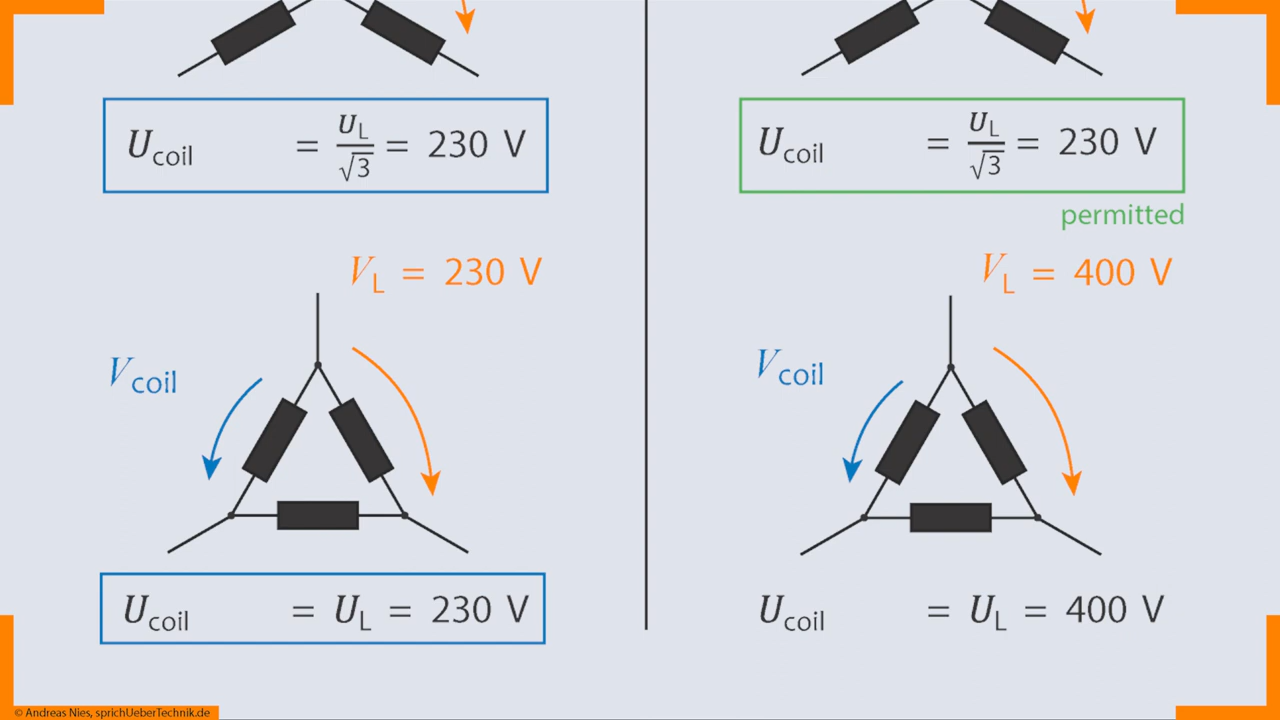 U_coil = U_L/√3 = 230 V
U_coil = U_L/√3 = 230 V
permitted
V_L = 230 V
V_L = 400 V
V_coil
V_coil
U_coil = U_L = 230 V
U_coil = U_L = 400 V
© Andreas Nies, sprichUeberTechnik.de